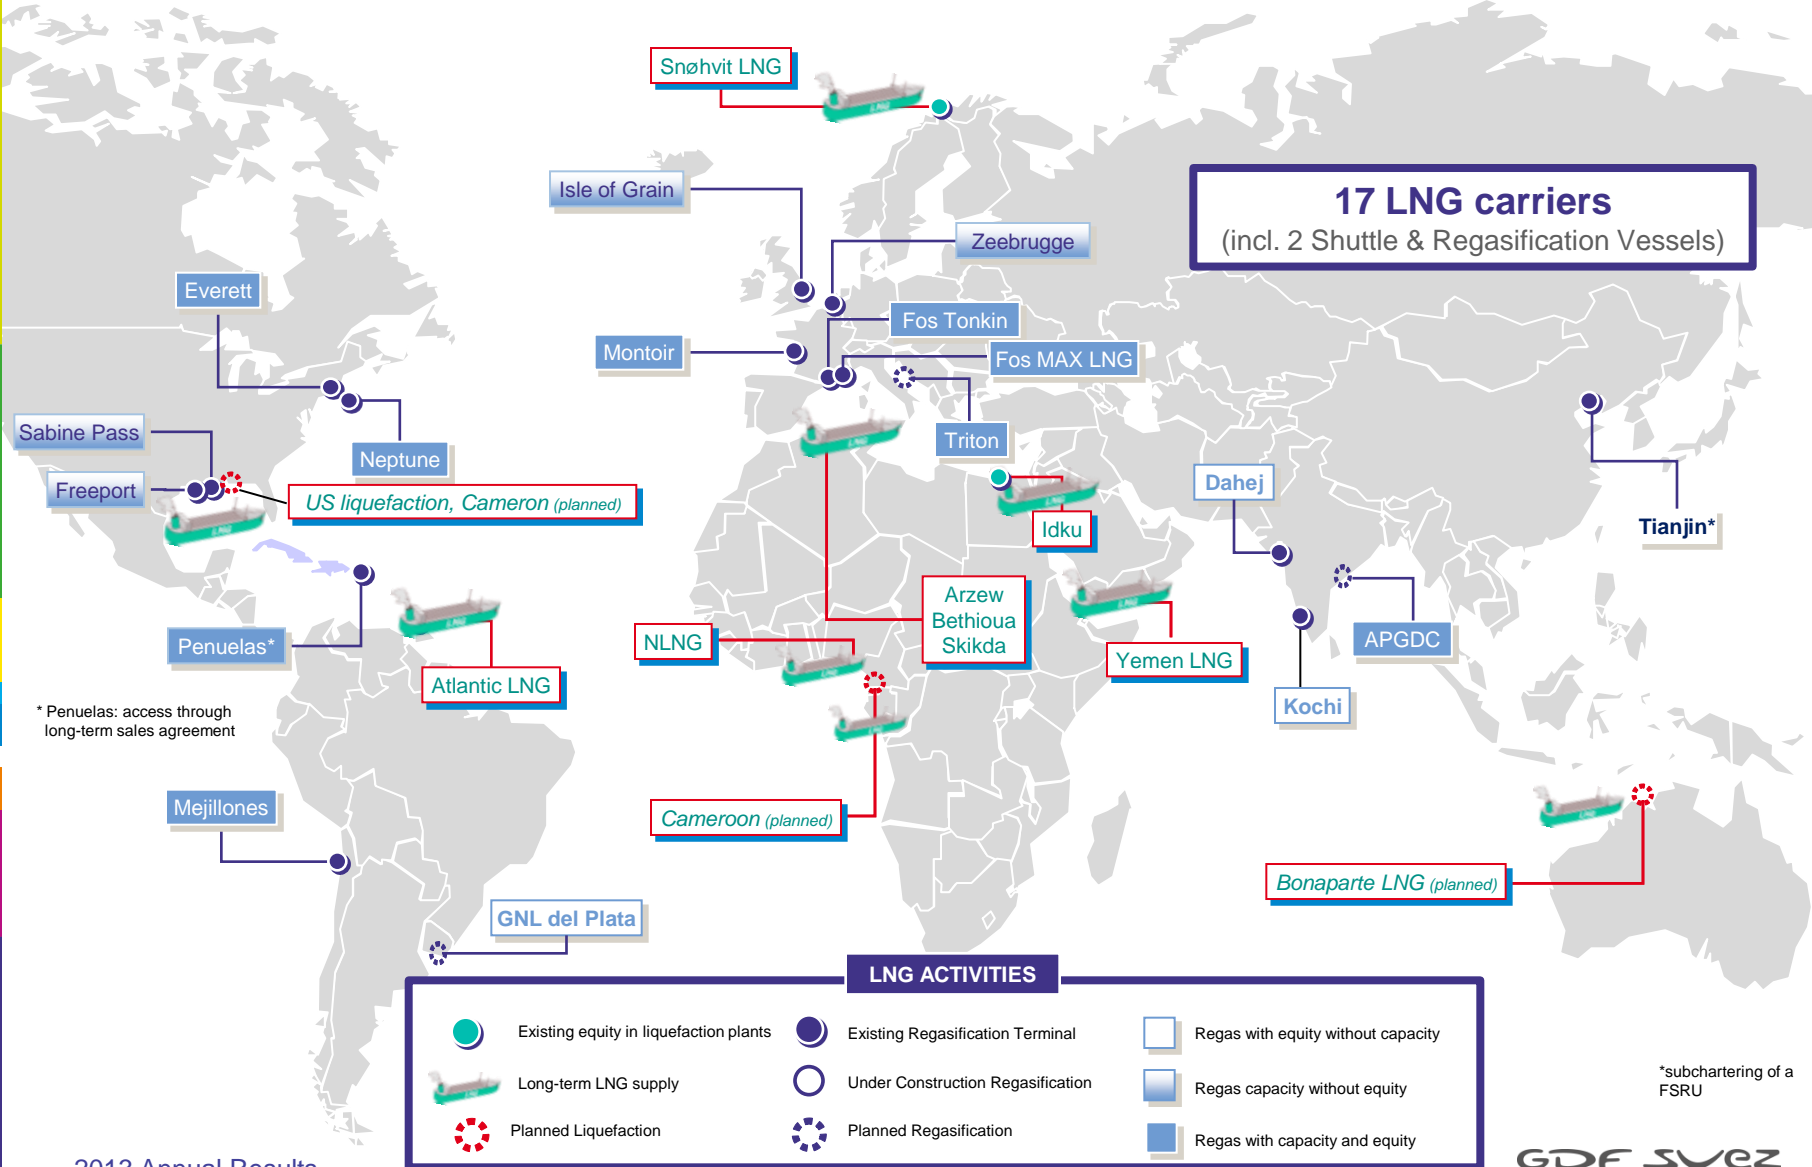 Snøhvit LNG
Isle of Grain
17 LNG carriers
(incl. 2 Shuttle & Regasification Vessels)
Zeebrugge
Everett
Fos Tonkin
Montoir
Fos MAX LNG
Sabine Pass
Neptune
Triton
Freeport
US liquefaction, Cameron (planned)
Dahej
Idku
Tianjin*
Arzew
Bethioua
Skikda
Penuelas*
NLNG
APGDC
Yemen LNG
Atlantic LNG
Kochi
* Penuelas: access through
long-term sales agreement
Mejillones
Cameroon (planned)
Bonaparte LNG (planned)
GNL del Plata
LNG ACTIVITIES
Existing equity in liquefaction plants
Existing Regasification Terminal
Regas with equity without capacity
Long-term LNG supply
Under Construction Regasification
Regas capacity without equity
Planned Liquefaction
Planned Regasification
Regas with capacity and equity
*subchartering of a
FSRU
2013 Annual Results
GDF SUEZ